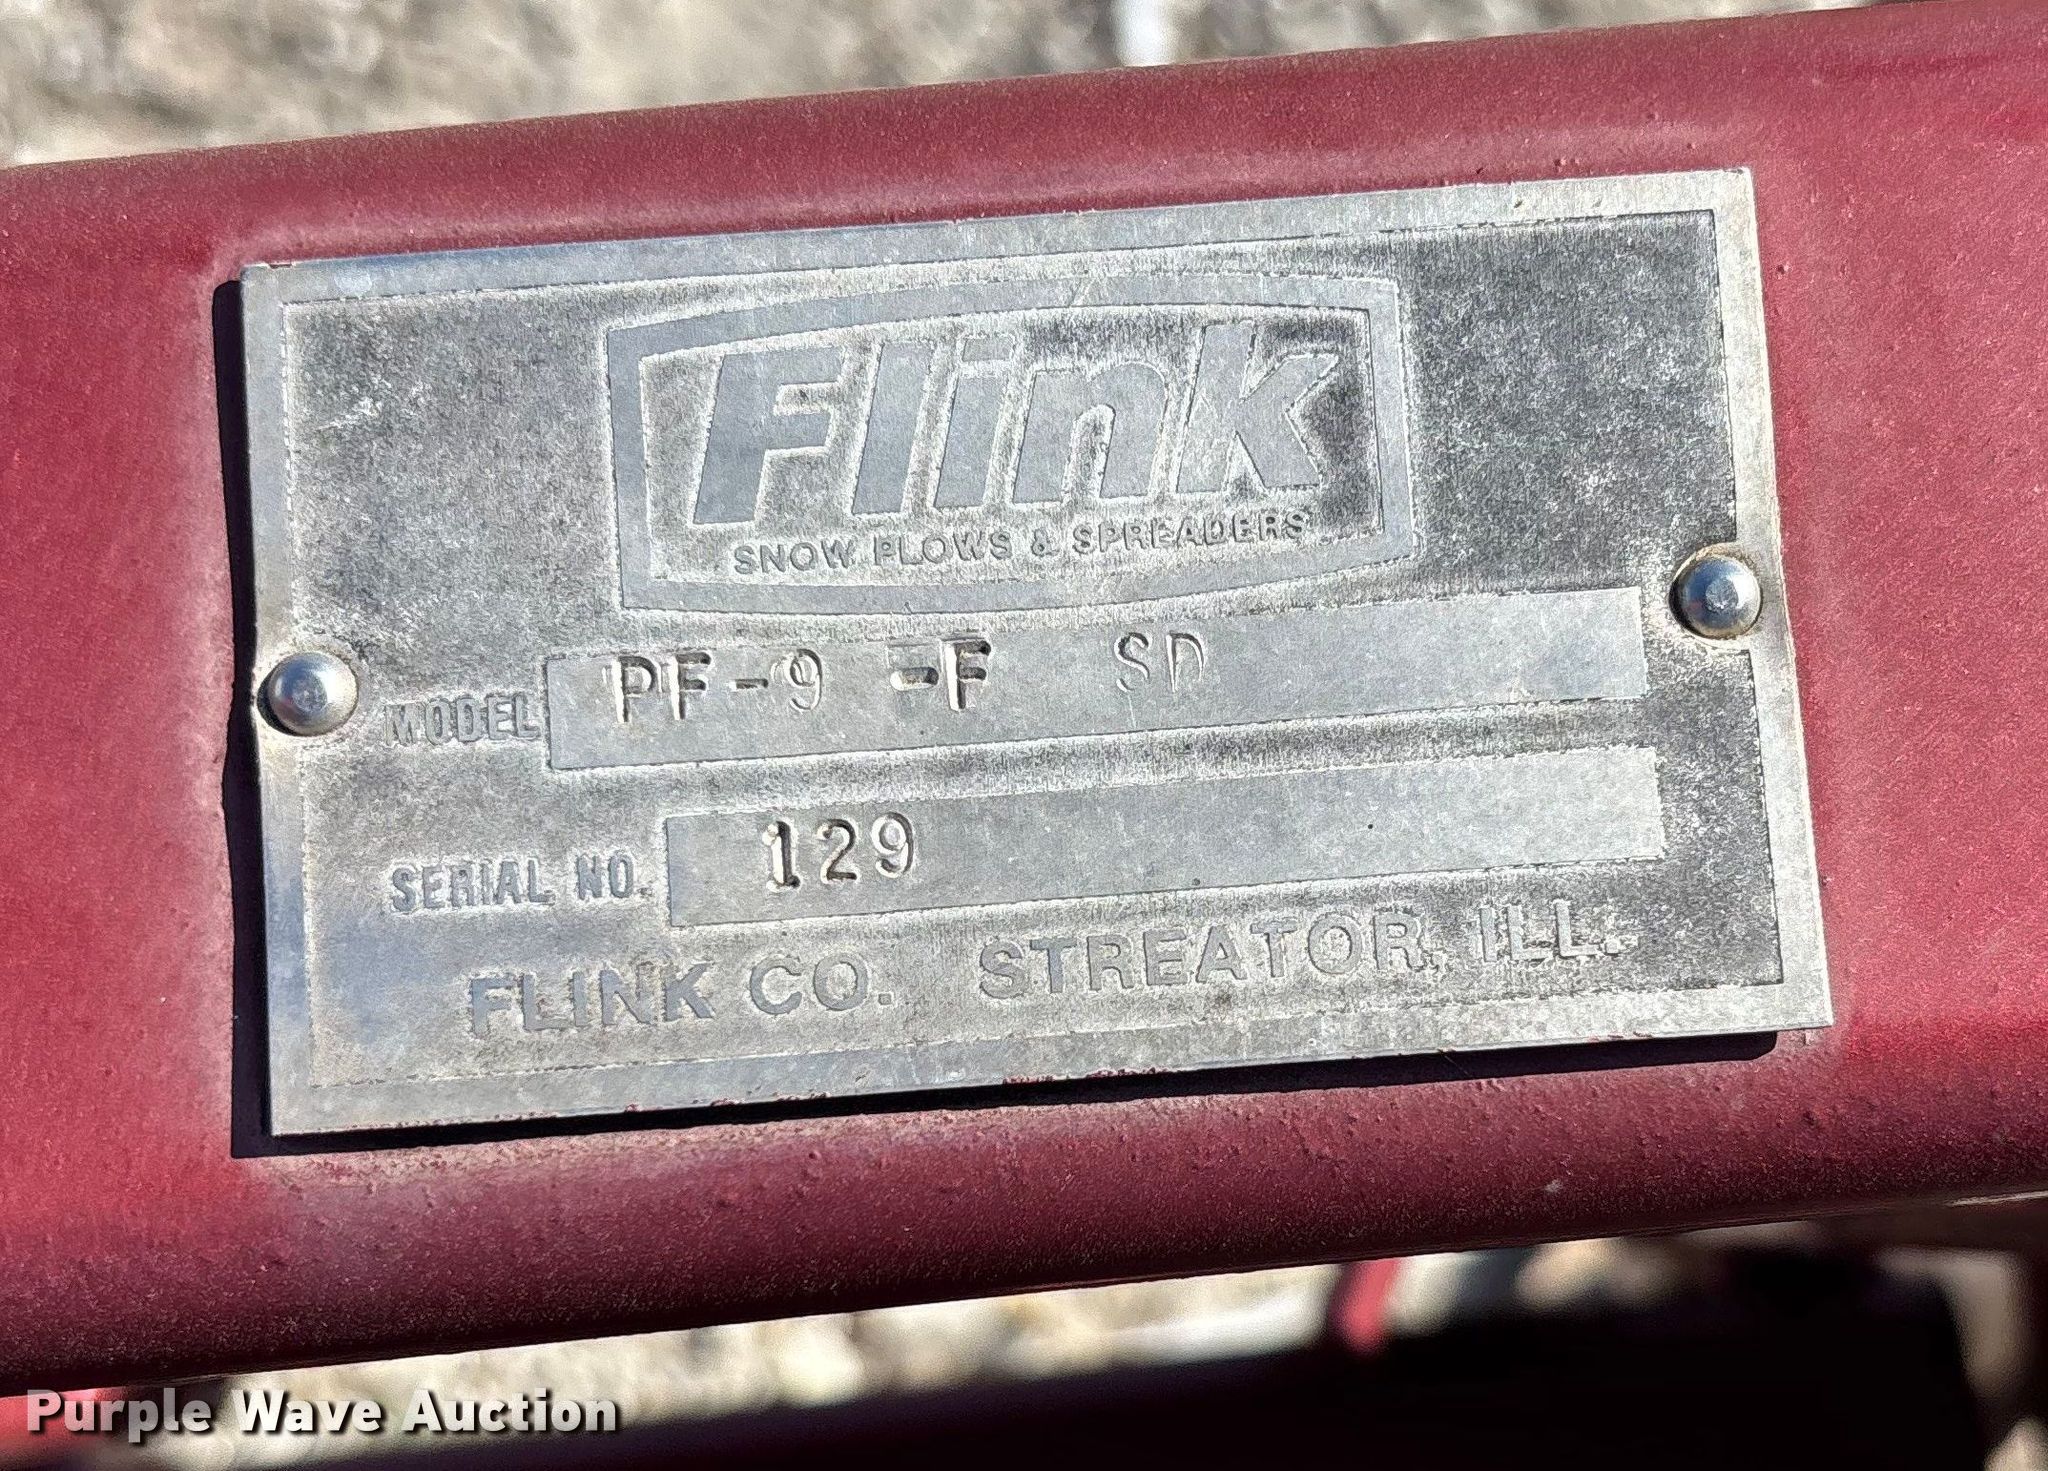 Flink
SNOW PLOWS & SPREADERS
MODEL PF-9 -F SD
SERIAL NO. 129
FLINK CO. STREATOR, ILL.
Purple Wave Auction